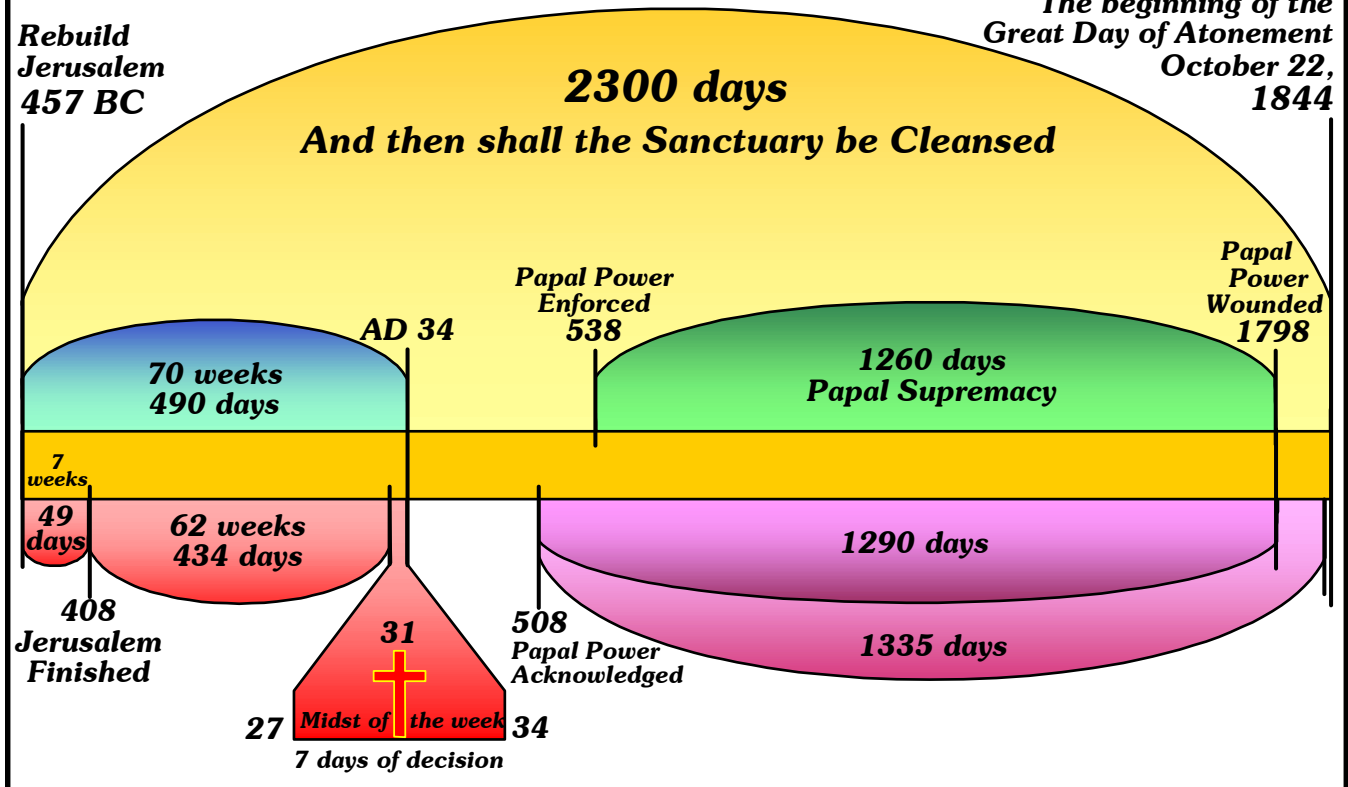 Rebuild
Jerusalem
457 BC
The beginning of the
Great Day of Atonement
October 22,
1844
2300 days
And then shall the Sanctuary be Cleansed
Papal Power
Enforced
538
Papal
Power
Wounded
1798
AD 34
70 weeks
490 days
1260 days
Papal Supremacy
7
weeks
49
days
62 weeks
434 days
1290 days
1335 days
408
Jerusalem
Finished
508
Papal Power
Acknowledged
31
27
Midst of the week
34
7 days of decision